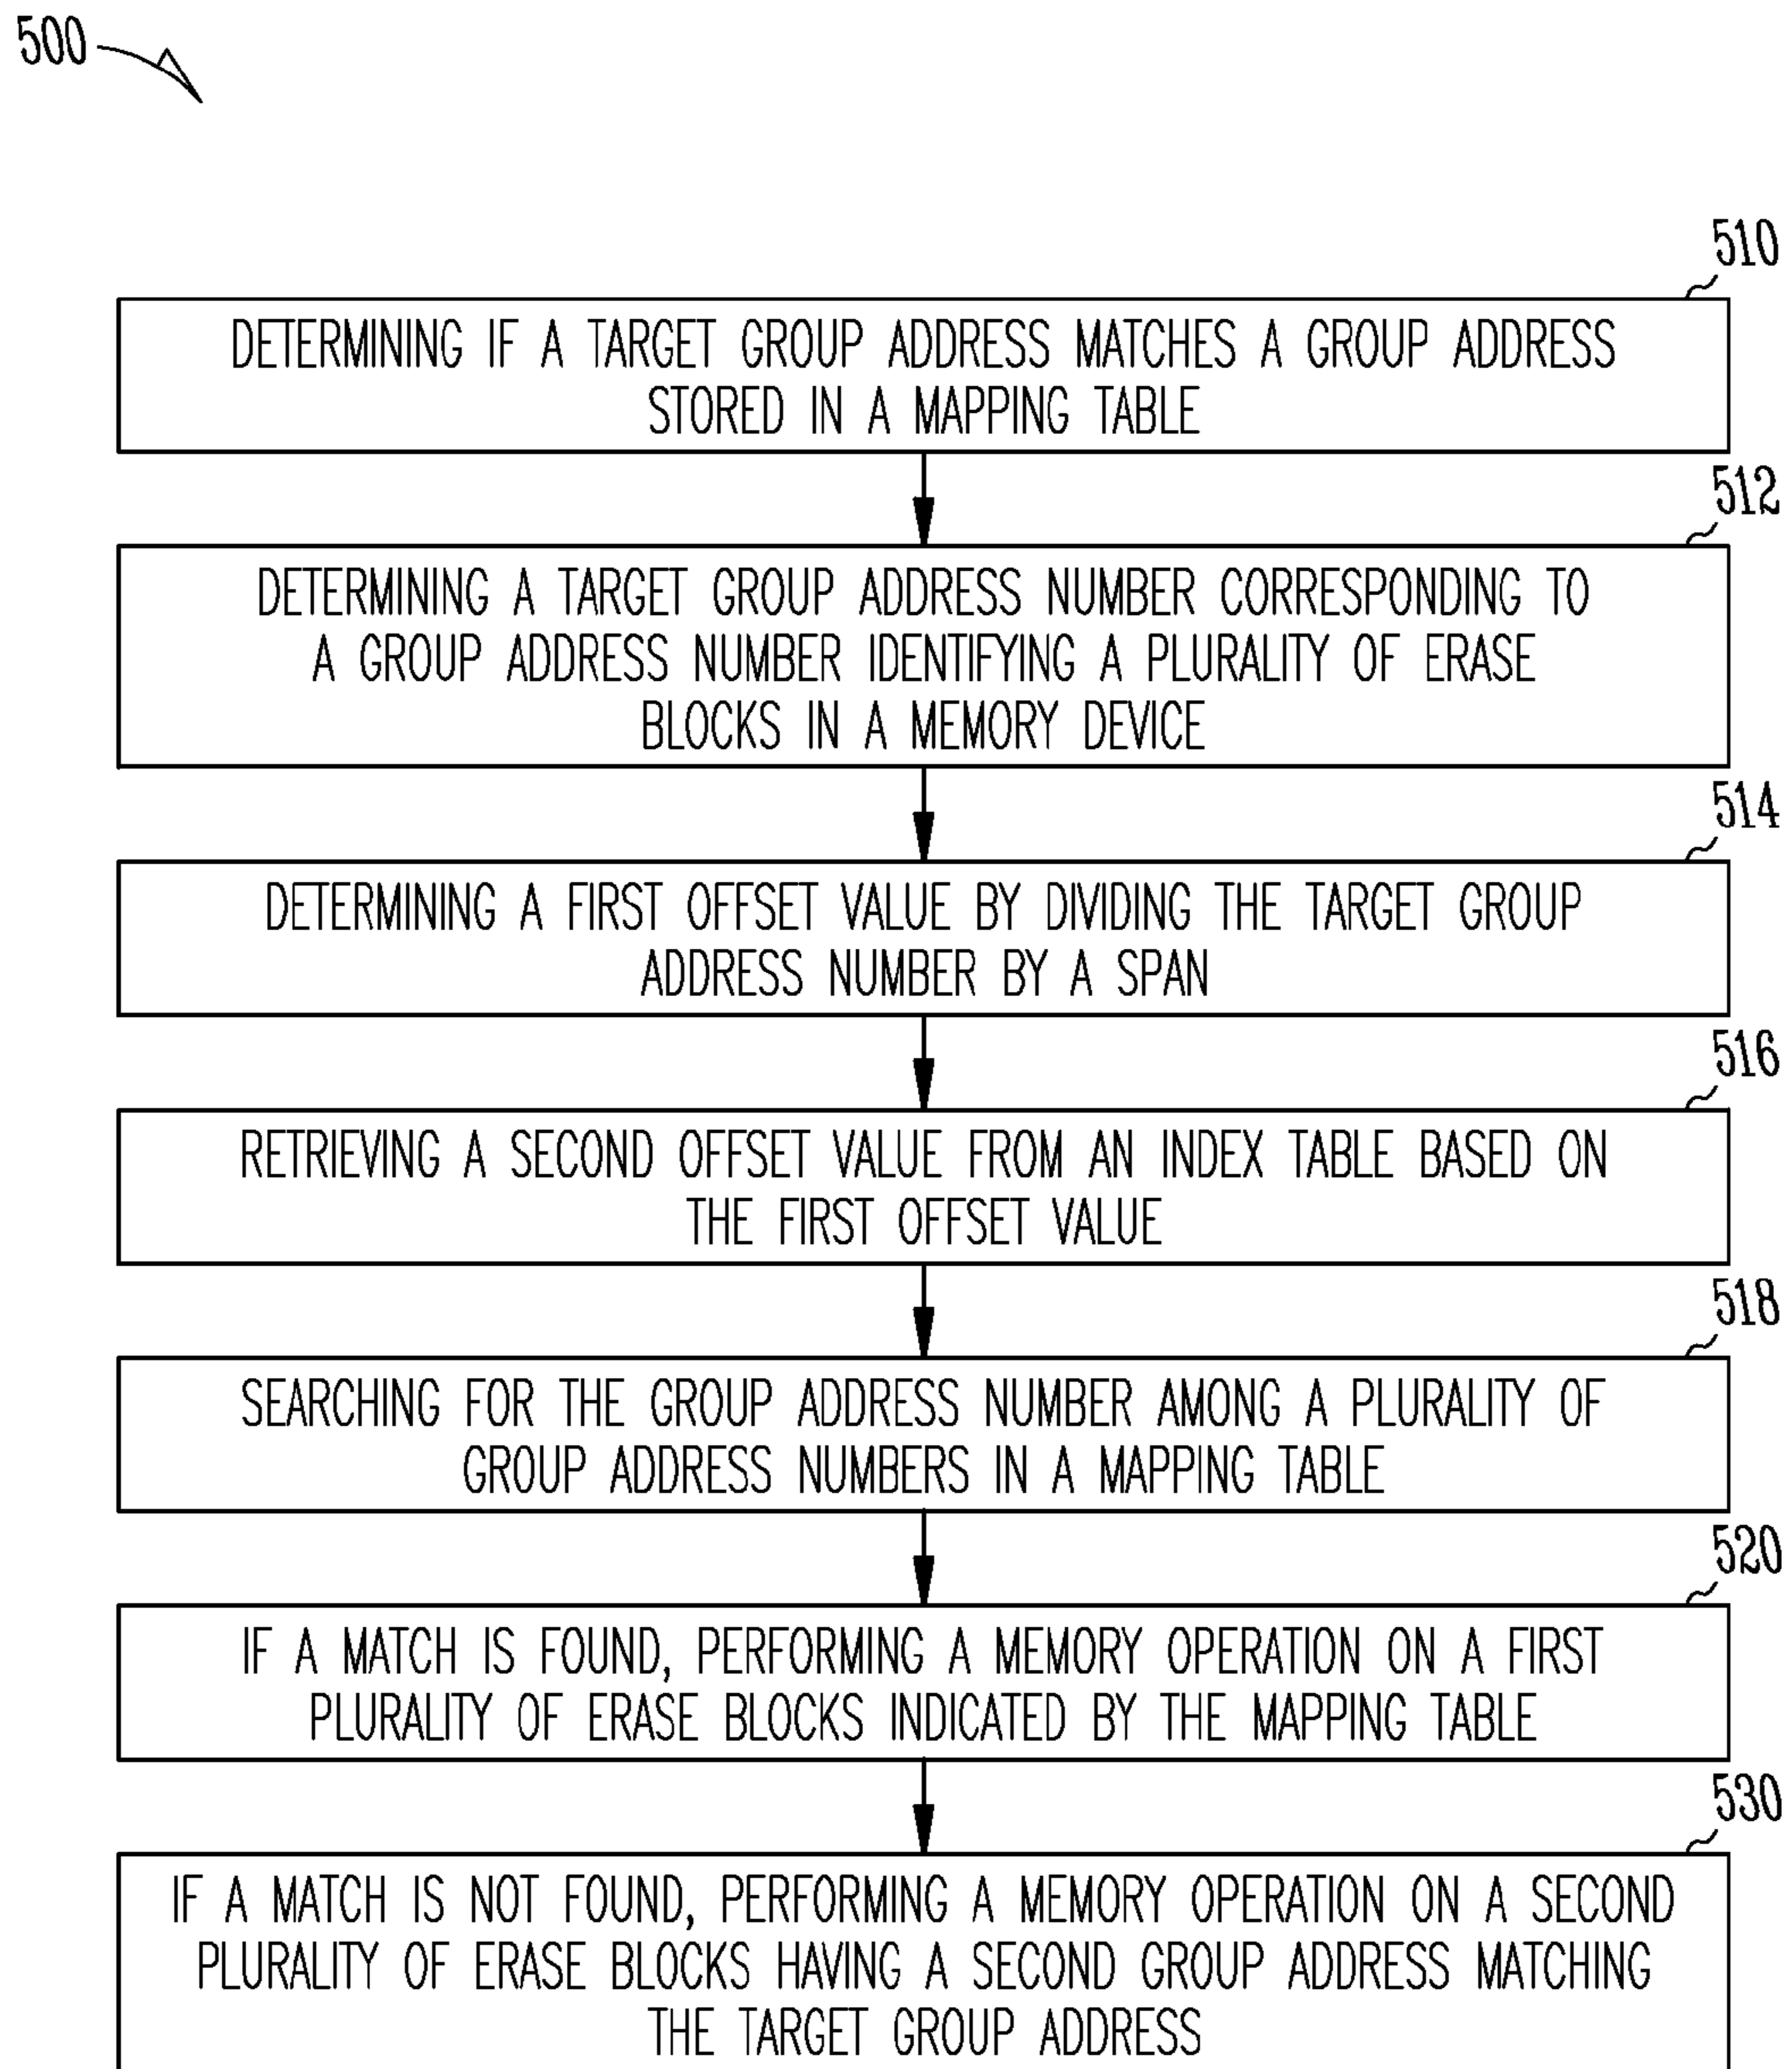 500
510
DETERMINING IF A TARGET GROUP ADDRESS MATCHES A GROUP ADDRESS
STORED IN A MAPPING TABLE
512
DETERMINING A TARGET GROUP ADDRESS NUMBER CORRESPONDING TO
A GROUP ADDRESS NUMBER IDENTIFYING A PLURALITY OF ERASE
BLOCKS IN A MEMORY DEVICE
514
DETERMINING A FIRST OFFSET VALUE BY DIVIDING THE TARGET GROUP
ADDRESS NUMBER BY A SPAN
516
RETRIEVING A SECOND OFFSET VALUE FROM AN INDEX TABLE BASED ON
THE FIRST OFFSET VALUE
518
SEARCHING FOR THE GROUP ADDRESS NUMBER AMONG A PLURALITY OF
GROUP ADDRESS NUMBERS IN A MAPPING TABLE
520
IF A MATCH IS FOUND, PERFORMING A MEMORY OPERATION ON A FIRST
PLURALITY OF ERASE BLOCKS INDICATED BY THE MAPPING TABLE
530
IF A MATCH IS NOT FOUND, PERFORMING A MEMORY OPERATION ON A SECOND
PLURALITY OF ERASE BLOCKS HAVING A SECOND GROUP ADDRESS MATCHING
THE TARGET GROUP ADDRESS